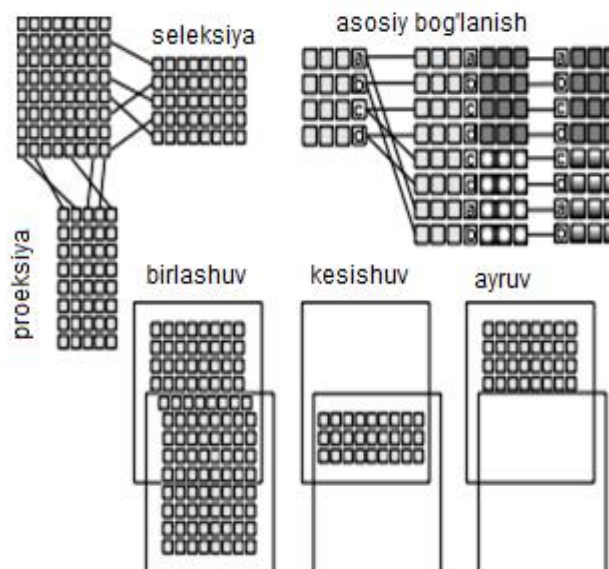 seleksiya
asosiy bog'lanish
a a a
b b b
c c c
d d d
c c
d d
a a
b b
proeksiya
birlashuv
kesishuv
ayruv